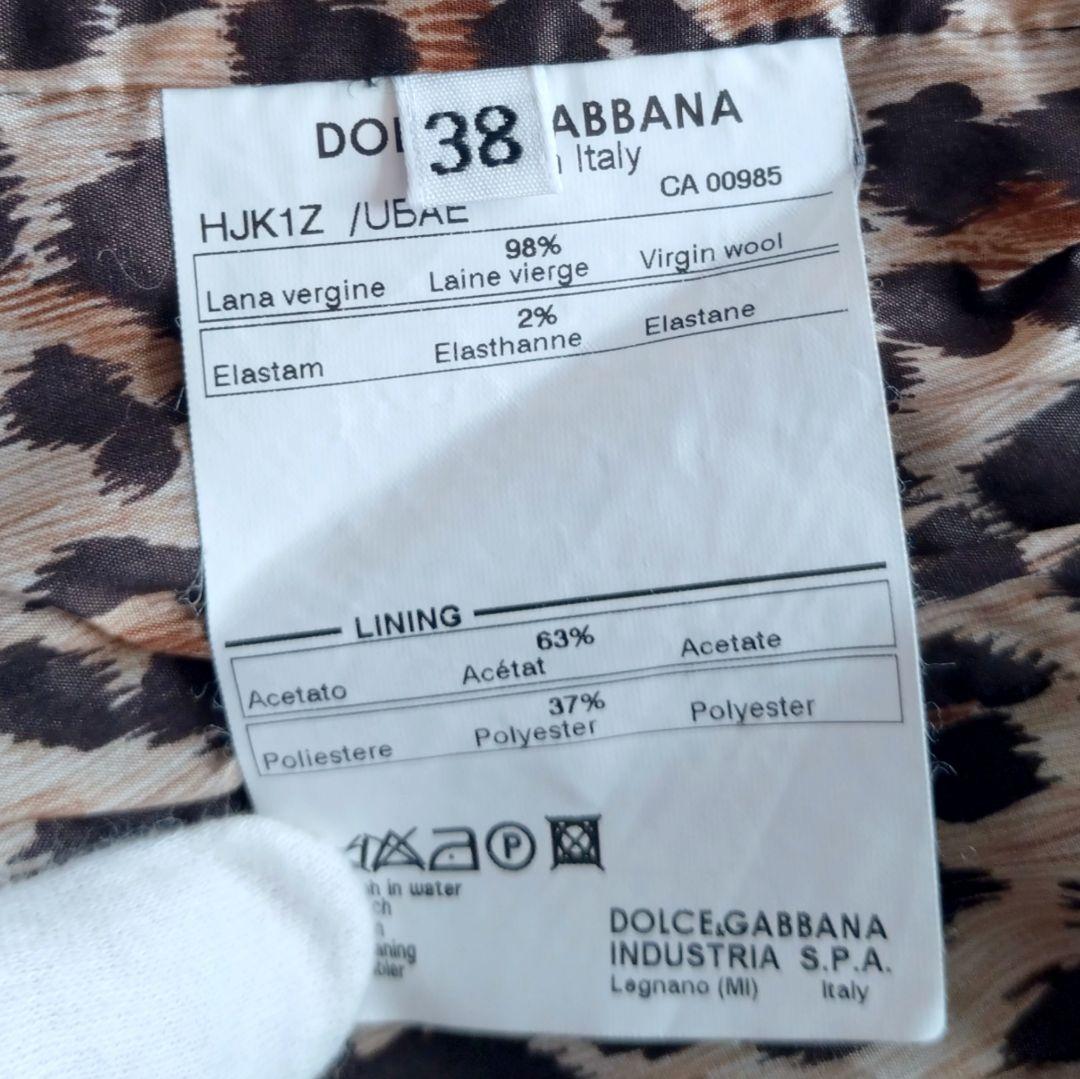 38
DOL ABBANA
Italy
CA 00985
HJK1Z /UBAE
98%
Lana vergine Laine vierge Virgin wool
2%
Elastam Elasthanne Elastane
LINING
63%
Acetato Acétat Acetate
37%
Poliestere Polyester Polyester
P
in water
DOLCE&GABBANA
INDUSTRIA S.P.A.
Legnano (MI) Italy